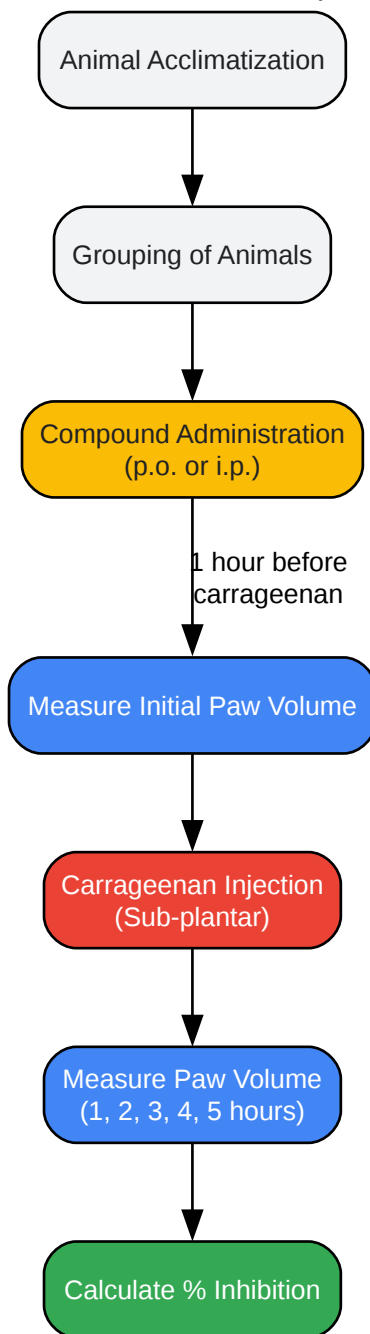 Animal Acclimatization
Grouping of Animals
Compound Administration
(p.o. or i.p.)
1 hour before
carrageenan
Measure Initial Paw Volume
Carrageenan Injection
(Sub-plantar)
Measure Paw Volume
(1, 2, 3, 4, 5 hours)
Calculate % Inhibition